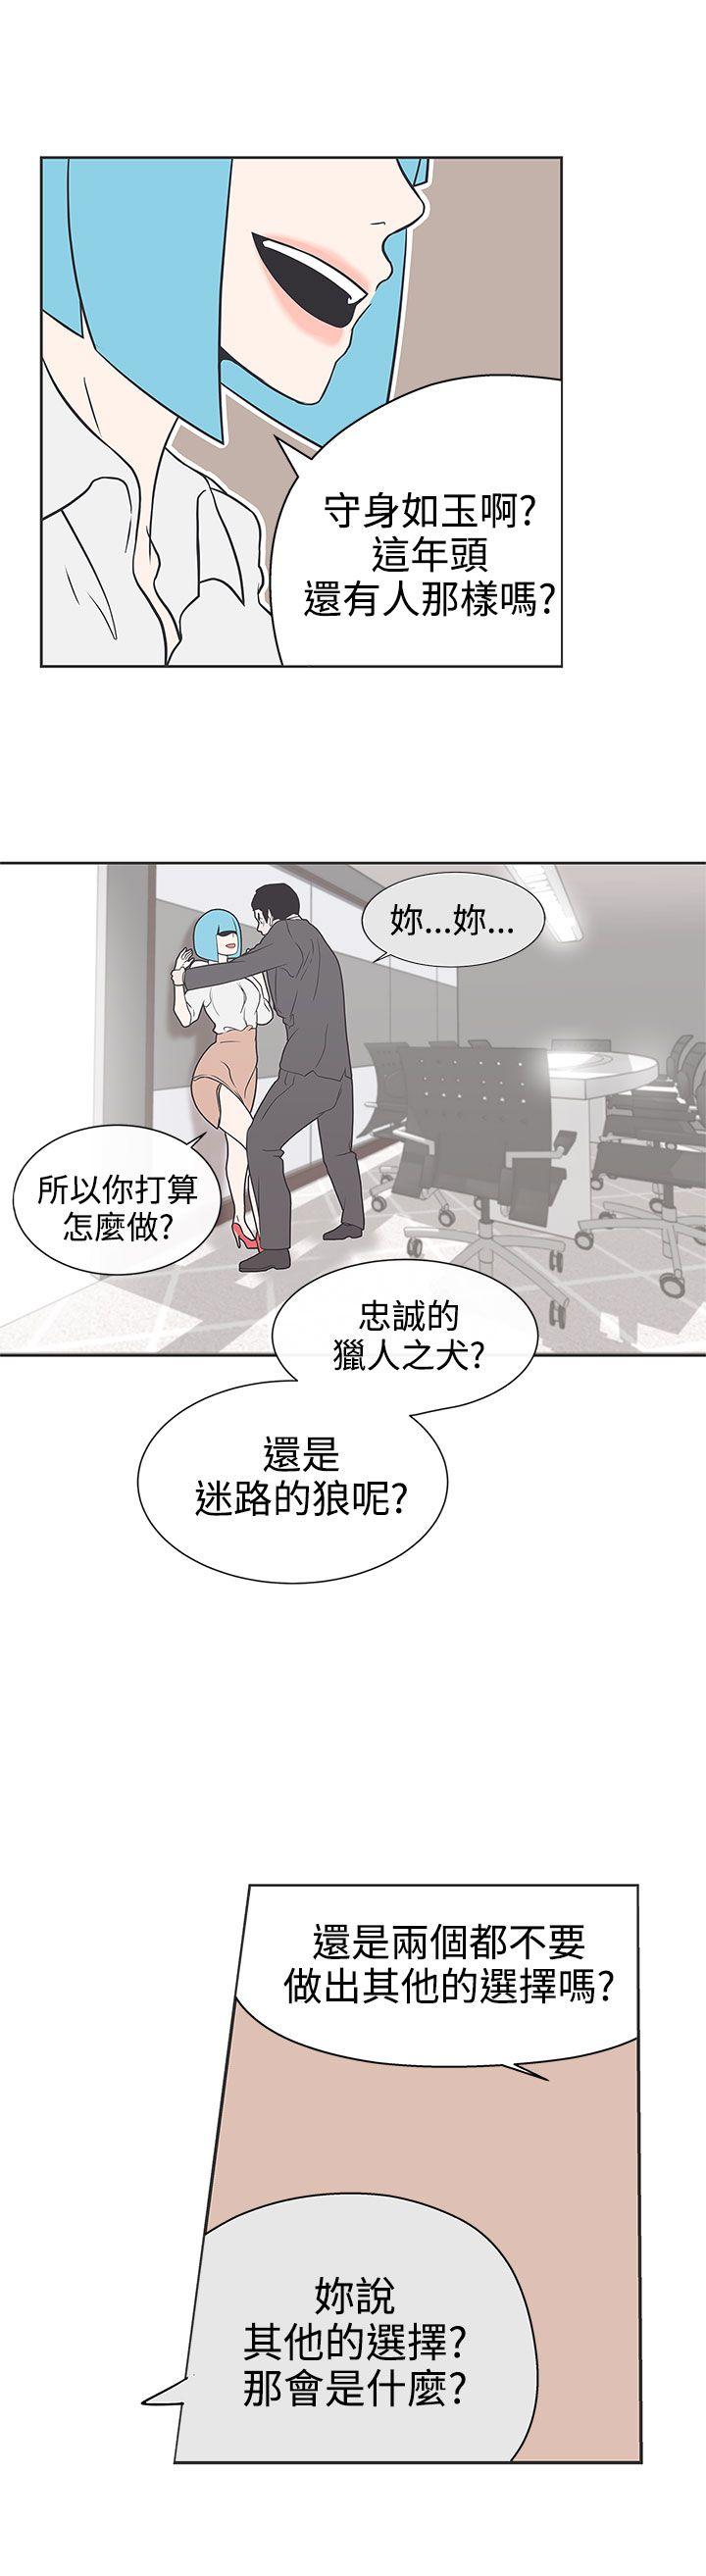 守身如玉啊?
這年頭
還有人那樣嗎?
妳...妳...
所以你打算
怎麼做?
忠誠的
獵人之犬?
還是
迷路的狼呢?
還是兩個都不要
做出其他的選擇嗎?
妳說
其他的選擇?
那會是什麼?